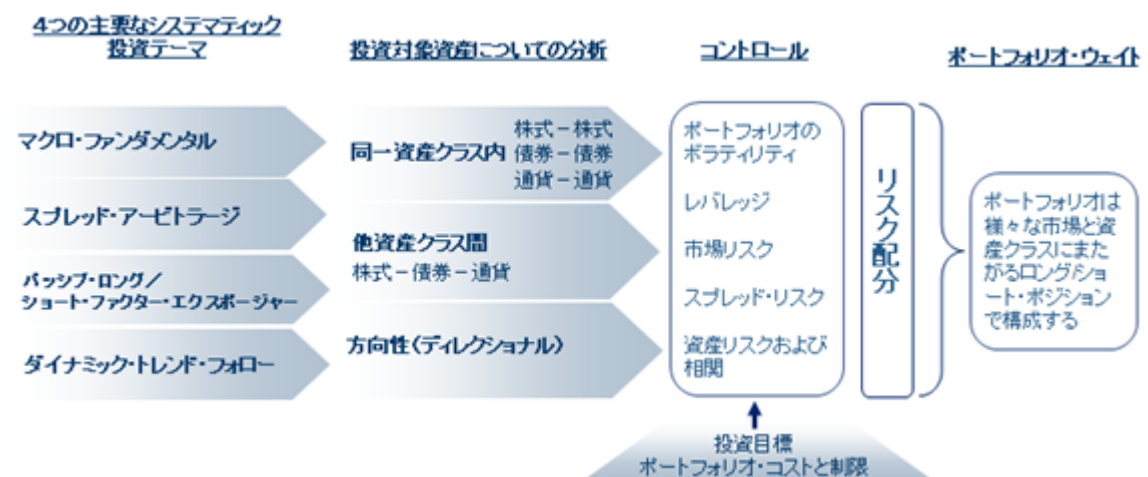 4つの主要なシステマティック
投資テーマ
マクロ・ファンダメンタル
スプレッド・アービトラージ
パッシブ・ロング／
ショート・ファクター・エクスポージャー
ダイナミック・トレンド・フォロー
投資対象資産についての分析
同一資産クラス内
株式－株式
債券－債券
通貨－通貨
他資産クラス間
株式－債券－通貨
方向性（ディレクショナル）
コントロール
ポートフォリオの
ボラティリティ
レバレッジ
市場リスク
スプレッド・リスク
資産リスクおよび
相関
投資目標
ポートフォリオ・コストと制限
リスク配分
ポートフォリオ・ウェイト
ポートフォリオは
様々な市場と資
産クラスにまた
がるロング/ショ
ート・ポジション
で構成する